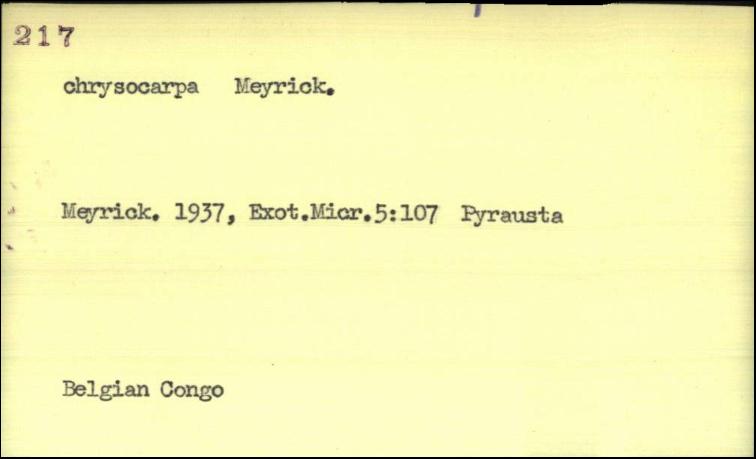 217
chrysocarpa Meyrick.
Meyrick. 1937, Exot.Micr.5:107 Pyrausta
Belgian Congo